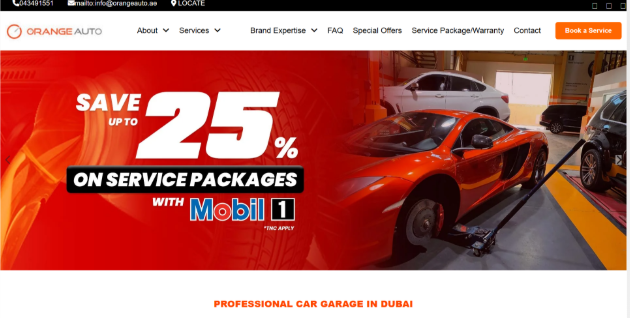 043491551 mailto:info@orangeauto.ae LOCATE
ORANGE AUTO About Services Brand Expertise FAQ Special Offers Service Package/Warranty Contact Book a Service
SAVE
UP TO
25%
ON SERVICE PACKAGES
WITH Mobil 1
*TNC APPLY
PROFESSIONAL CAR GARAGE IN DUBAI